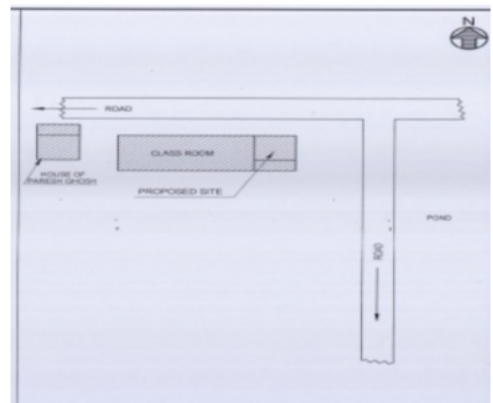 N
ROAD
CLASS ROOM
HOUSE OF
PARESH GHOSH
PROPOSED SITE
POND
ROAD